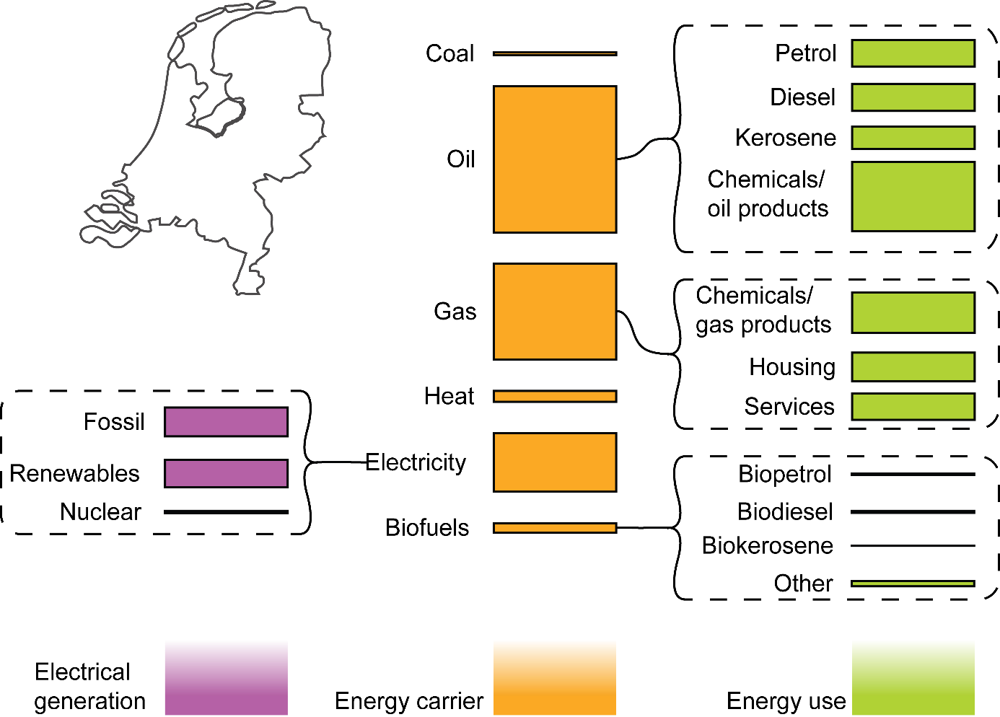 Coal
Oil
Gas
Heat
Electricity
Biofuels
Petrol
Diesel
Kerosene
Chemicals/
oil products
Chemicals/
gas products
Housing
Services
Biopetrol
Biodiesel
Biokerosene
Other
Fossil
Renewables
Nuclear
Electrical
generation
Energy carrier
Energy use